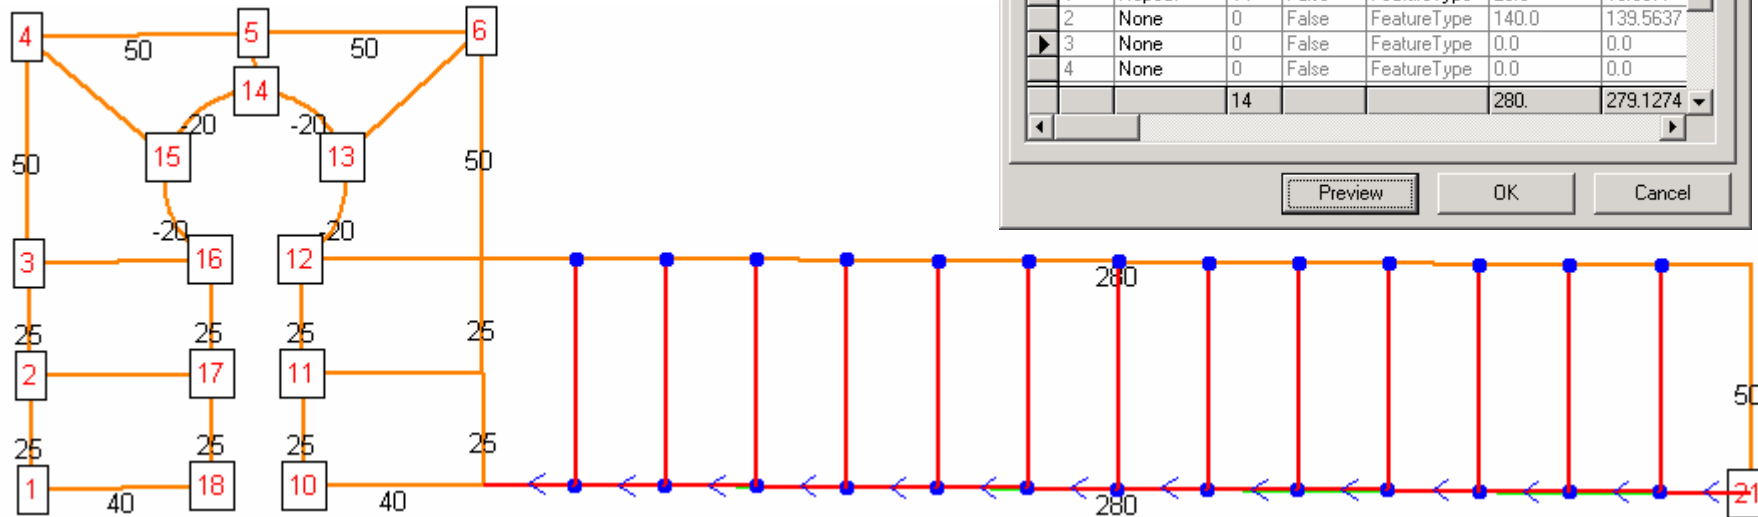 2 None 0 False FeatureType 140.0 139.5637
3 None 0 False FeatureType 0.0 0.0
4 None 0 False FeatureType 0.0 0.0
14 280. 279.1274
Preview OK Cancel
4 50 5 50 6
14
-20 -20
15 13
50 50
-20 -20
3 16 12
280
25 25 25 25
2 17 11
50
25 25 25 25
1 40 18 10 40 280 21